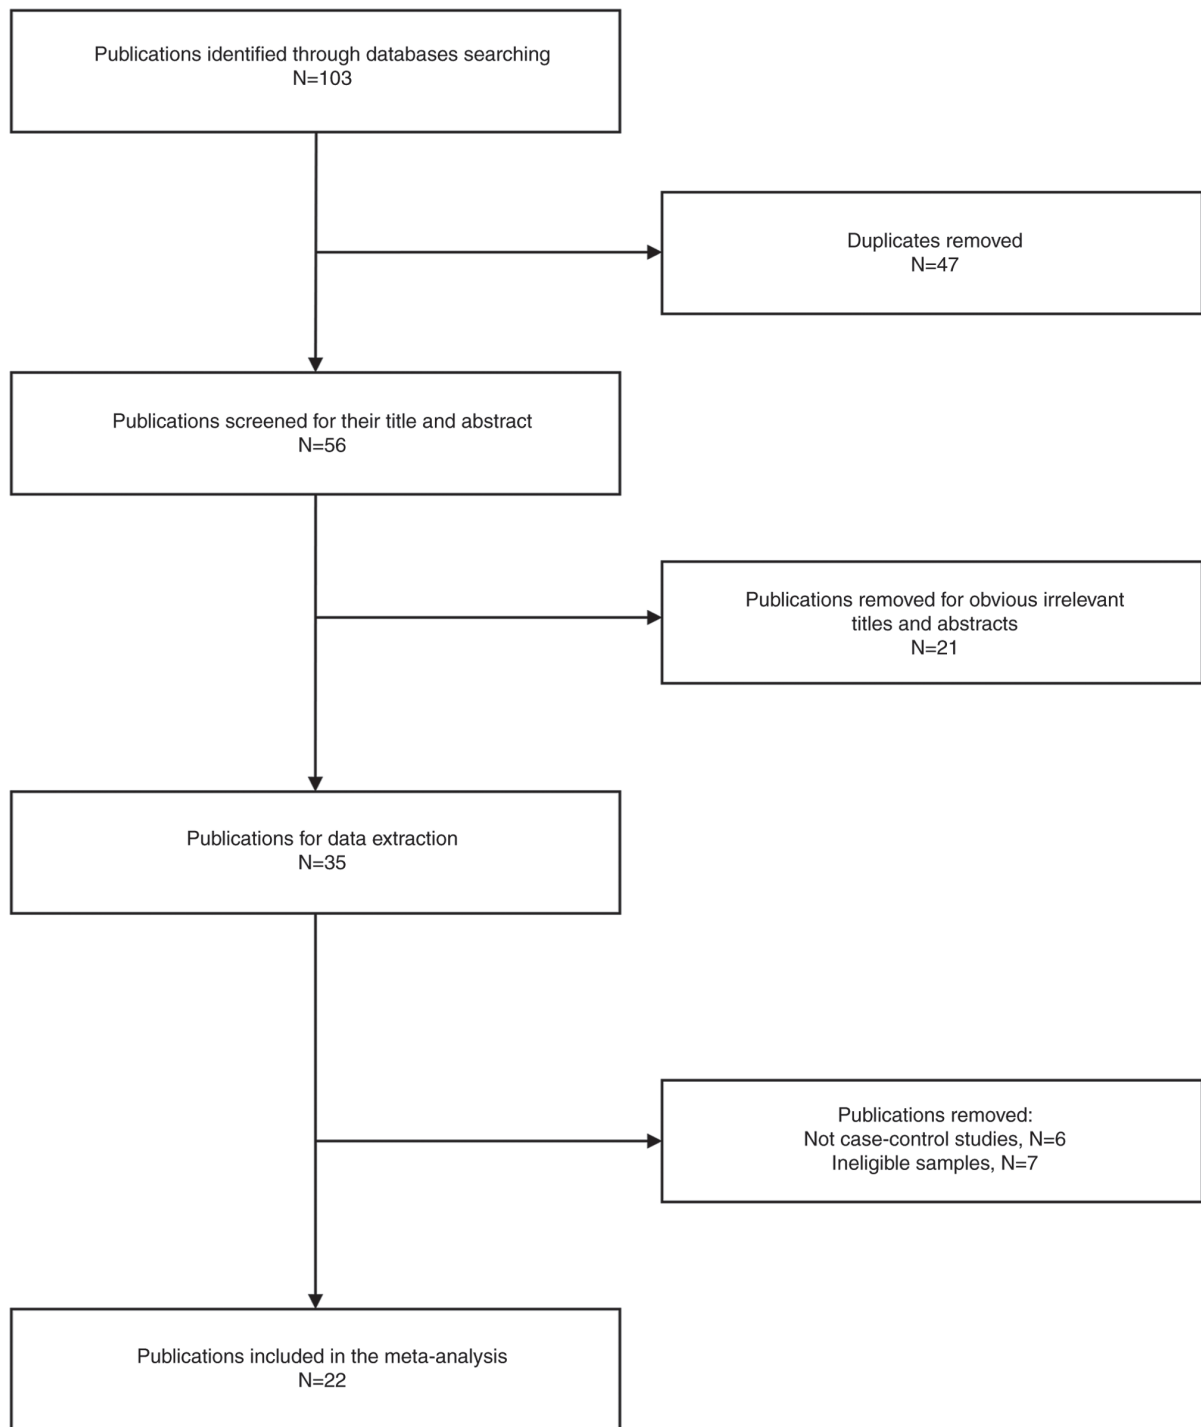 Publications identified through databases searching
N=103
Duplicates removed
N=47
Publications screened for their title and abstract
N=56
Publications removed for obvious irrelevant
titles and abstracts
N=21
Publications for data extraction
N=35
Publications removed:
Not case-control studies, N=6
Ineligible samples, N=7
Publications included in the meta-analysis
N=22